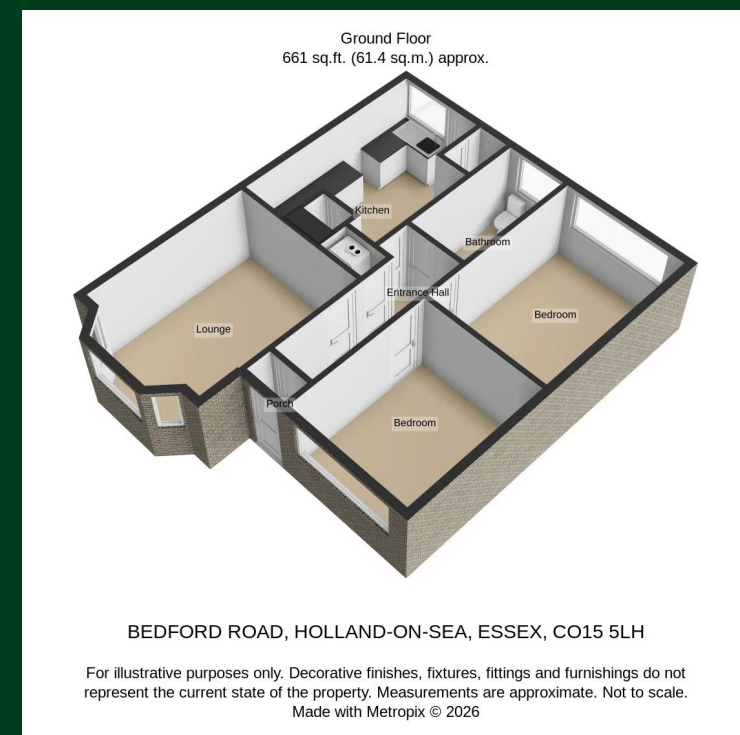 Ground Floor
661 sq.ft. (61.4 sq.m.) approx.
Kitchen
Bathroom
Entrance Hall
Bedroom
Lounge
Porch
Bedroom
BEDFORD ROAD, HOLLAND-ON-SEA, ESSEX, CO15 5LH
For illustrative purposes only. Decorative finishes, fixtures, fittings and furnishings do not
represent the current state of the property. Measurements are approximate. Not to scale.
Made with Metropix © 2026